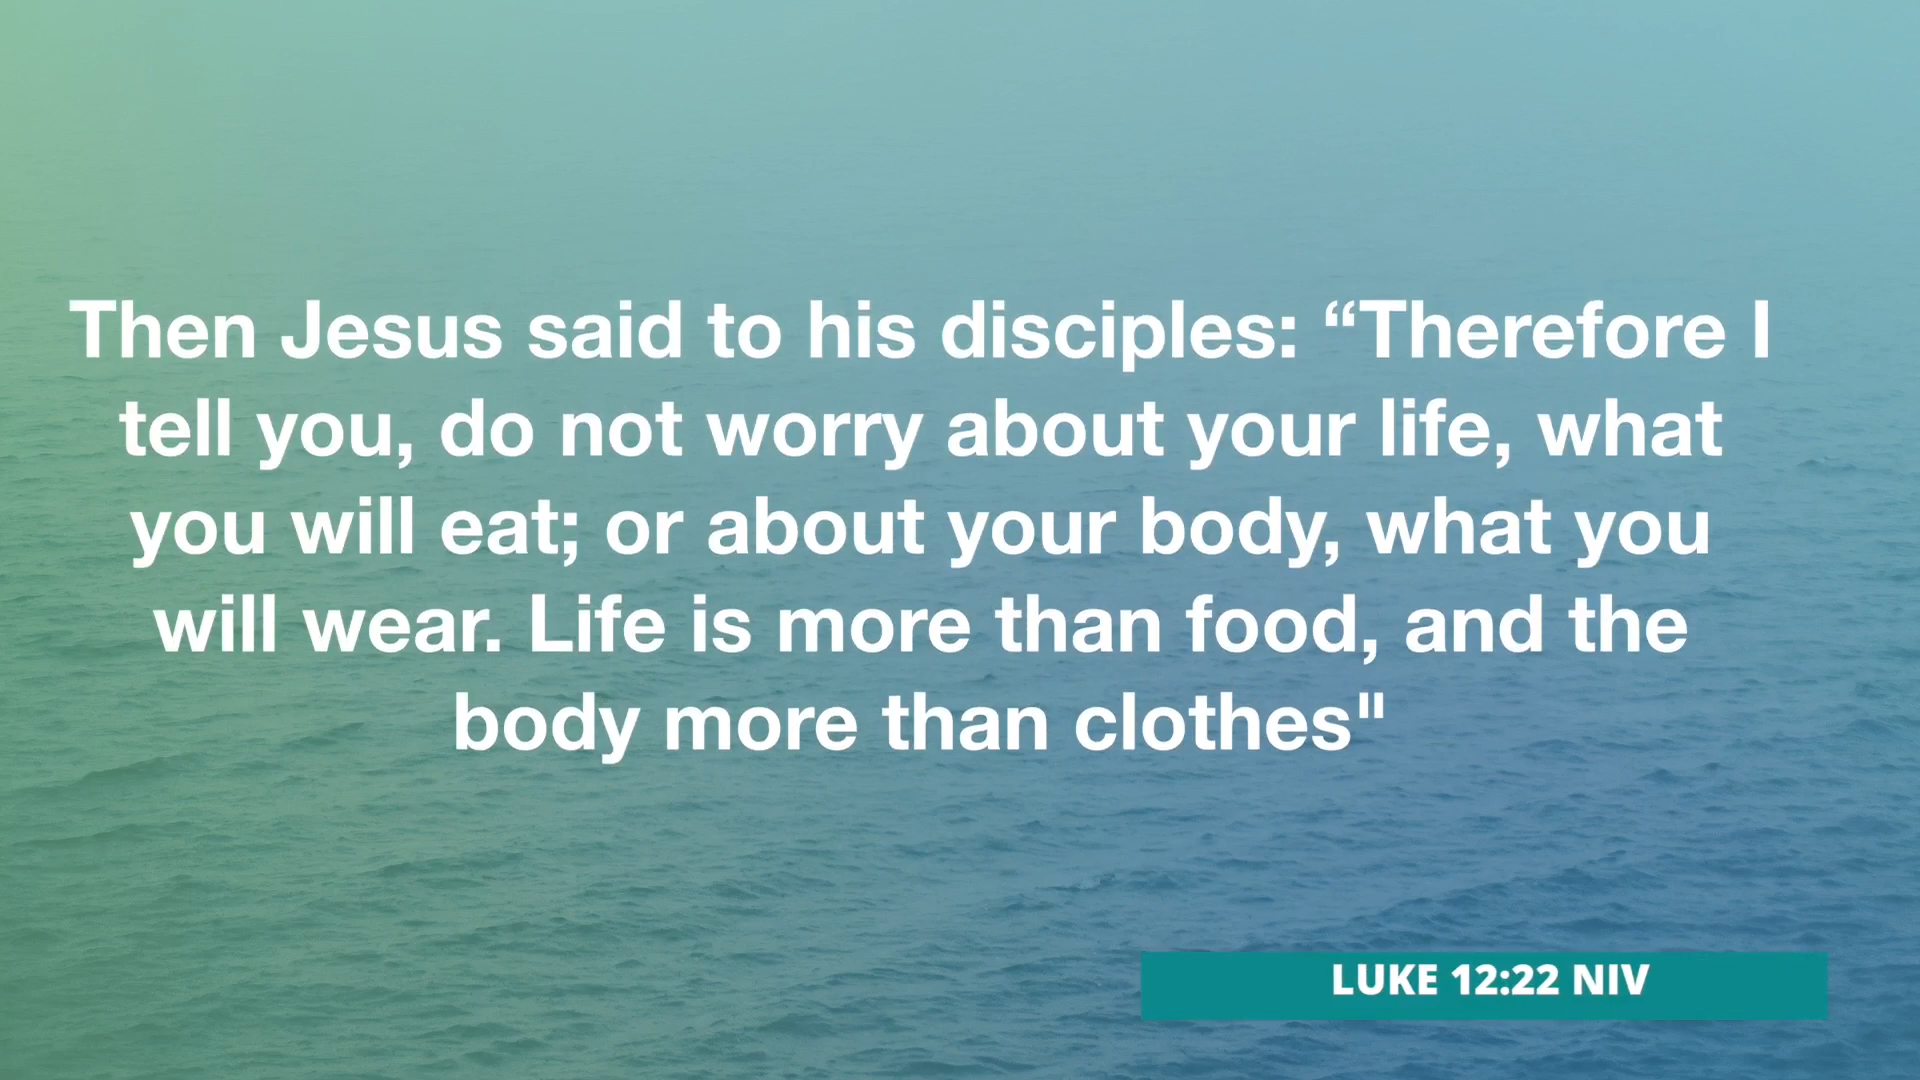 Then Jesus said to his disciples: “Therefore I
tell you, do not worry about your life, what
you will eat; or about your body, what you
will wear. Life is more than food, and the
body more than clothes"
LUKE 12:22 NIV